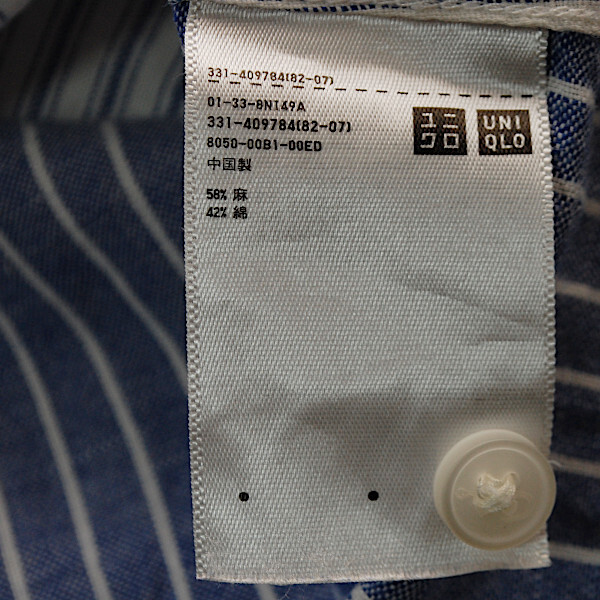 331-409784(82-07)
01-33-8NI49A
331-409784(82-07)
8050-00B1-00ED
中国製
58% 麻
42% 綿
ユニ
クロ
UNI
QLO